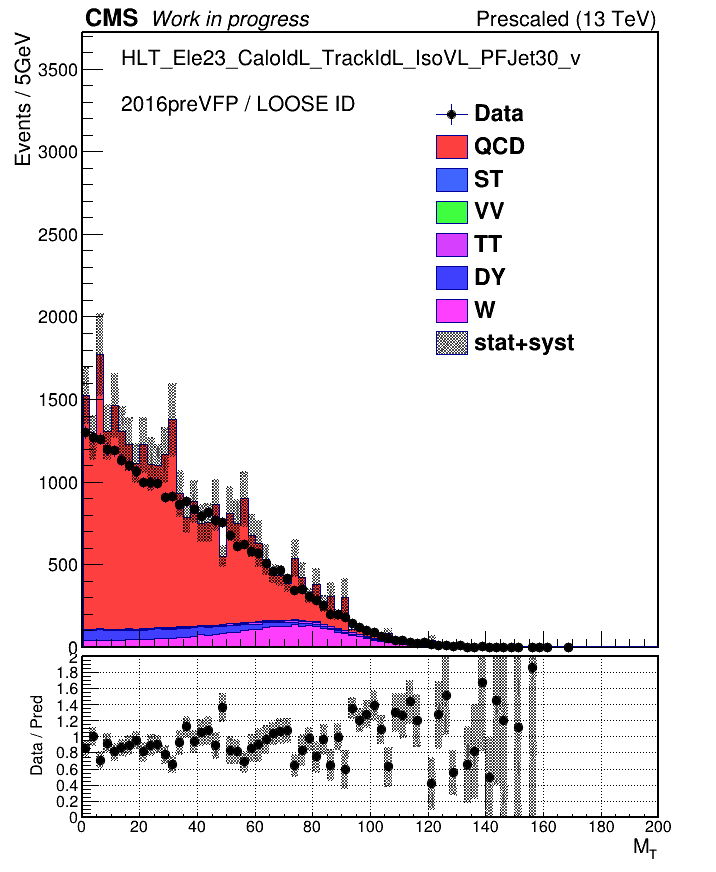 CMS Work in progress Prescaled (13 TeV)
Events / 5GeV
HLT_Ele23_CaloIdL_TrackIdL_IsoVL_PFJet30_v
2016preVFP / LOOSE ID
Data
QCD
ST
VV
TT
DY
W
stat+syst
3500
3000
2500
2000
1500
1000
500
0
Data / Pred
2
1.8
1.6
1.4
1.2
1
0.8
0.6
0.4
0.2
0
0 20 40 60 80 100 120 140 160 180 200
M_T